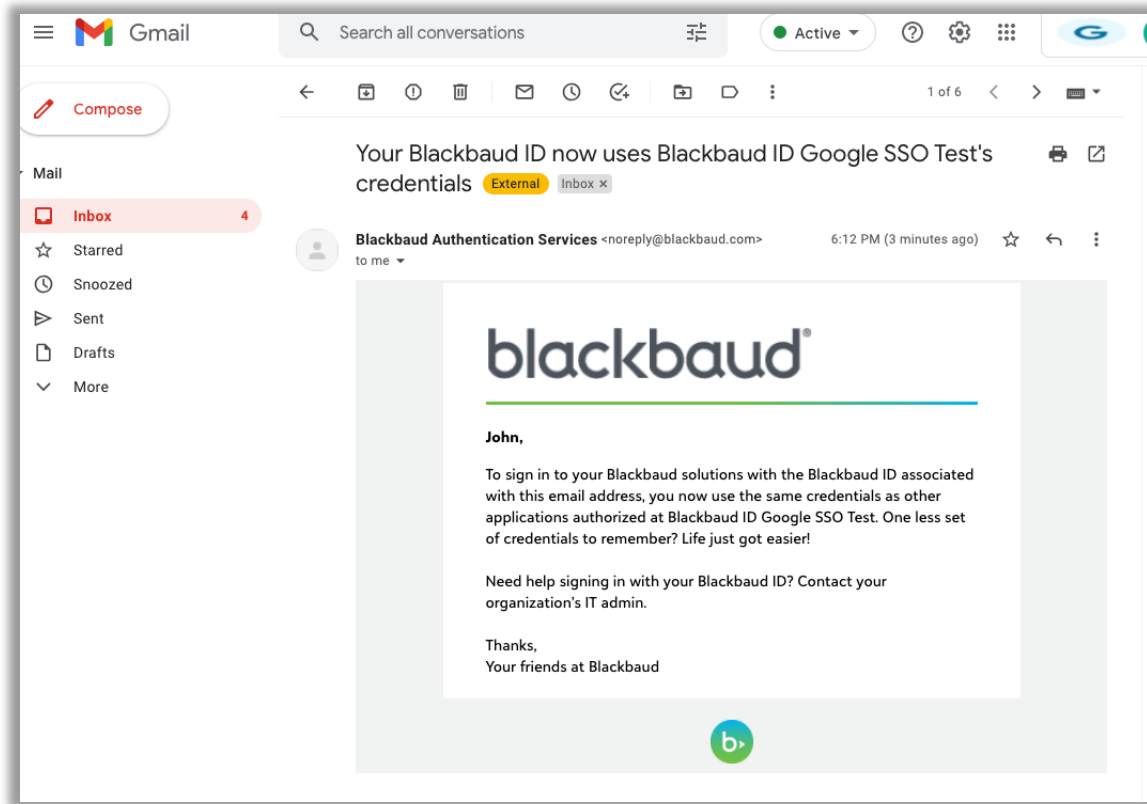 Gmail
Search all conversations
Active
Compose
1 of 6
Mail
Inbox 4
Starred
Snoozed
Sent
Drafts
More
Your Blackbaud ID now uses Blackbaud ID Google SSO Test's
credentials External Inbox x
Blackbaud Authentication Services <noreply@blackbaud.com> 6:12 PM (3 minutes ago)
to me
blackbaud®
John,
To sign in to your Blackbaud solutions with the Blackbaud ID associated
with this email address, you now use the same credentials as other
applications authorized at Blackbaud ID Google SSO Test. One less set
of credentials to remember? Life just got easier!
Need help signing in with your Blackbaud ID? Contact your
organization's IT admin.
Thanks,
Your friends at Blackbaud
b